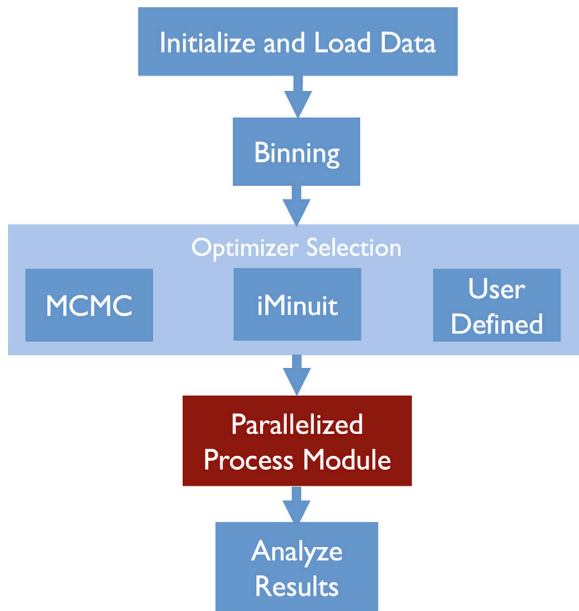 Initialize and Load Data
Binning
Optimizer Selection
MCMC
iMinuit
User
Defined
Parallelized
Process Module
Analyze
Results